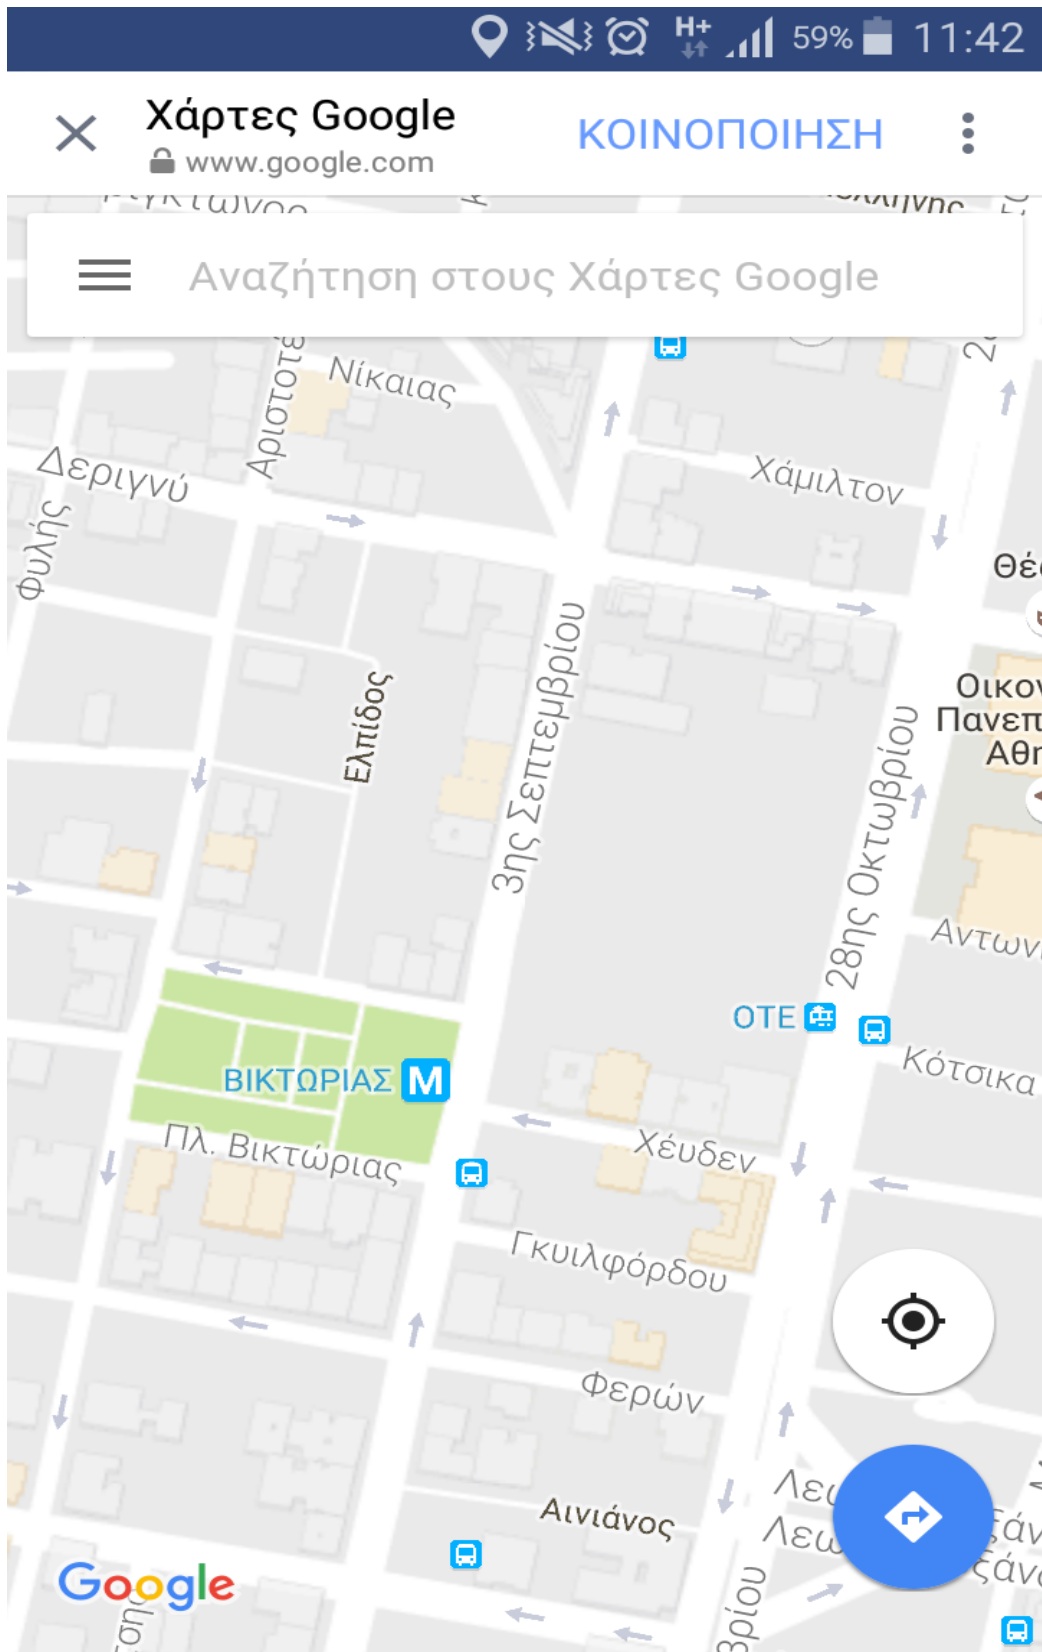 H+ 59% 11:42
Χάρτες Google
www.google.com
ΚΟΙΝΟΠΟΙΗΣΗ
Αναζήτηση στους Χάρτες Google
Νίκαιας
Χάμιλτον
Δεριγνύ
Φυλής
3ης Σεπτεμβρίου
Ελπίδος
28ης Οκτωβρίου
ΟΤΕ
Κότσικα
ΒΙΚΤΩΡΙΑΣ M
Πλ. Βικτώριας
Χέυδεν
Γκυιλφόρδου
Φερών
Αινιάνος
Google